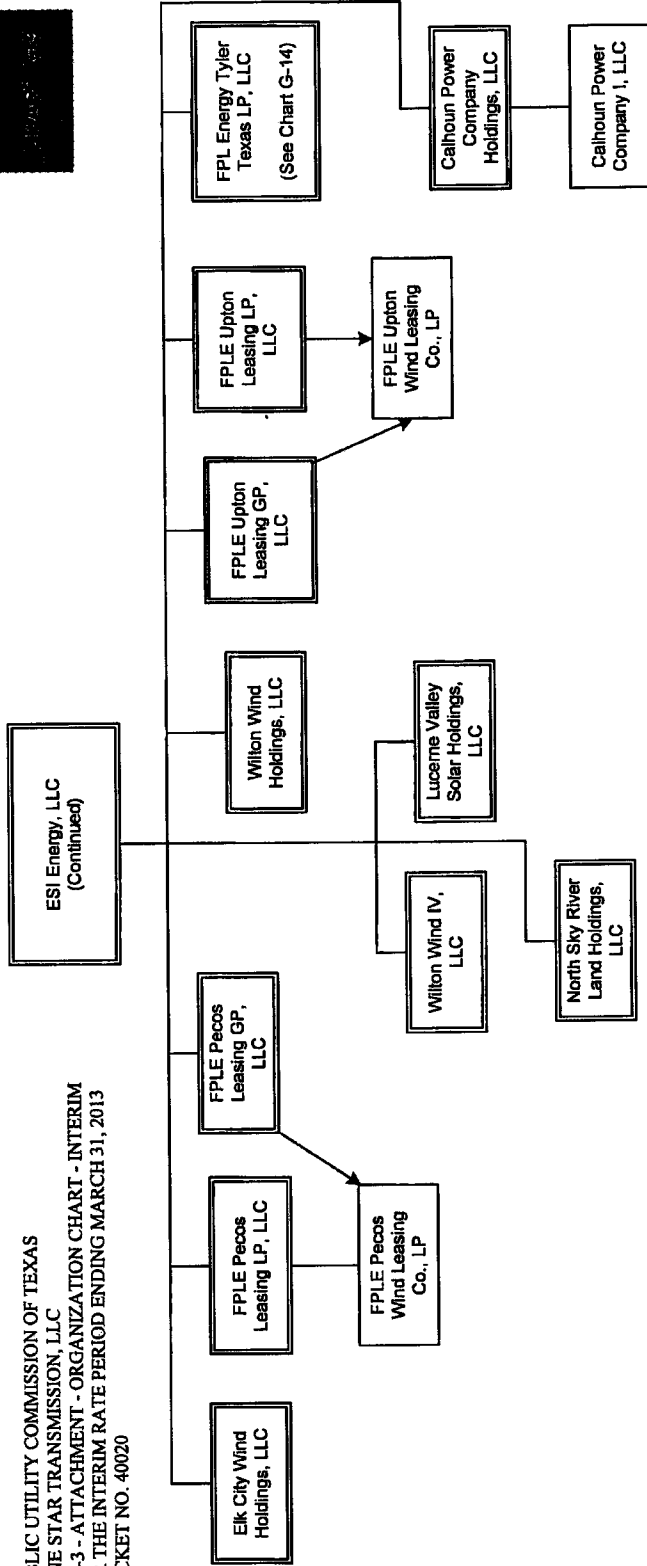 LIC UTILITY COMMISSION OF TEXAS
NE STAR TRANSMISSION, LLC
-3 - ATTACHMENT - ORGANIZATION CHART - INTERIM
THE INTERIM RATE PERIOD ENDING MARCH 31, 2013
CKET NO. 40020
ESI Energy, LLC
(Continued)
Elk City Wind
Holdings, LLC
FPLE Pecos
Leasing LP, LLC
FPLE Pecos
Leasing GP,
LLC
Wilton Wind
Holdings, LLC
FPLE Upton
Leasing GP,
LLC
FPLE Upton
Leasing LP,
LLC
FPL Energy Tyler
Texas LP, LLC
(See Chart G-14)
FPLE Pecos
Wind Leasing
Co., LP
Wilton Wind IV,
LLC
Lucerne Valley
Solar Holdings,
LLC
FPLE Upton
Wind Leasing
Co., LP
Calhoun Power
Company
Holdings, LLC
North Sky River
Land Holdings,
LLC
Calhoun Power
Company I, LLC